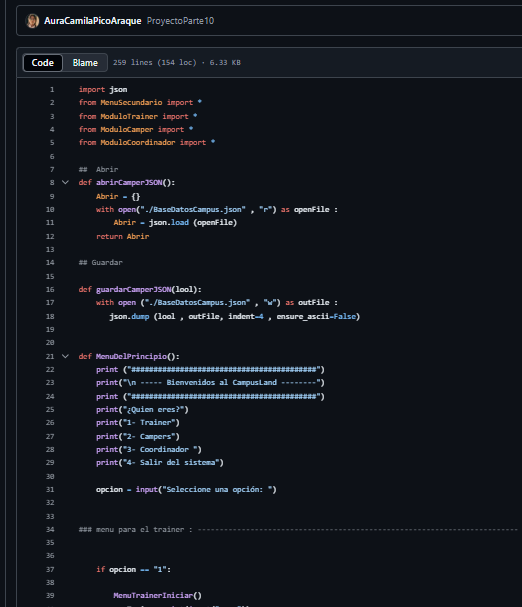 AuraCamilaPicoAraque ProyectoParte10
Code Blame 259 lines (154 loc) · 6.33 KB
1 import json
2 from MenuSecundario import *
3 from ModuloTrainer import *
4 from ModuloCamper import *
5 from ModuloCoordinador import *
6
7 ## Abrir
8 def abrirCamperJSON():
9 Abrir = {}
10 with open("./BaseDatosCampus.json" , "r") as openFile :
11 Abrir = json.load (openFile)
12 return Abrir
13
14 ## Guardar
15
16 def guardarCamperJSON(lool):
17 with open ("./BaseDatosCampus.json" , "w") as outFile :
18 json.dump (lool , outFile, indent=4 , ensure_ascii=False)
19
20
21 def MenuDelPrincipio():
22 print ("##########################################")
23 print("\n ----- Bienvenidos al CampusLand --------")
24 print ("##########################################")
25 print("¿Quien eres?")
26 print("1- Trainer")
27 print("2- Campers")
28 print("3- Coordinador ")
29 print("4- Salir del sistema")
30
31 opcion = input("Seleccione una opción: ")
32
33
34 ### menu para el trainer : --------------------------------------------------------------------------
35
36
37 if opcion == "1":
38
39 MenuTrainerIniciar()